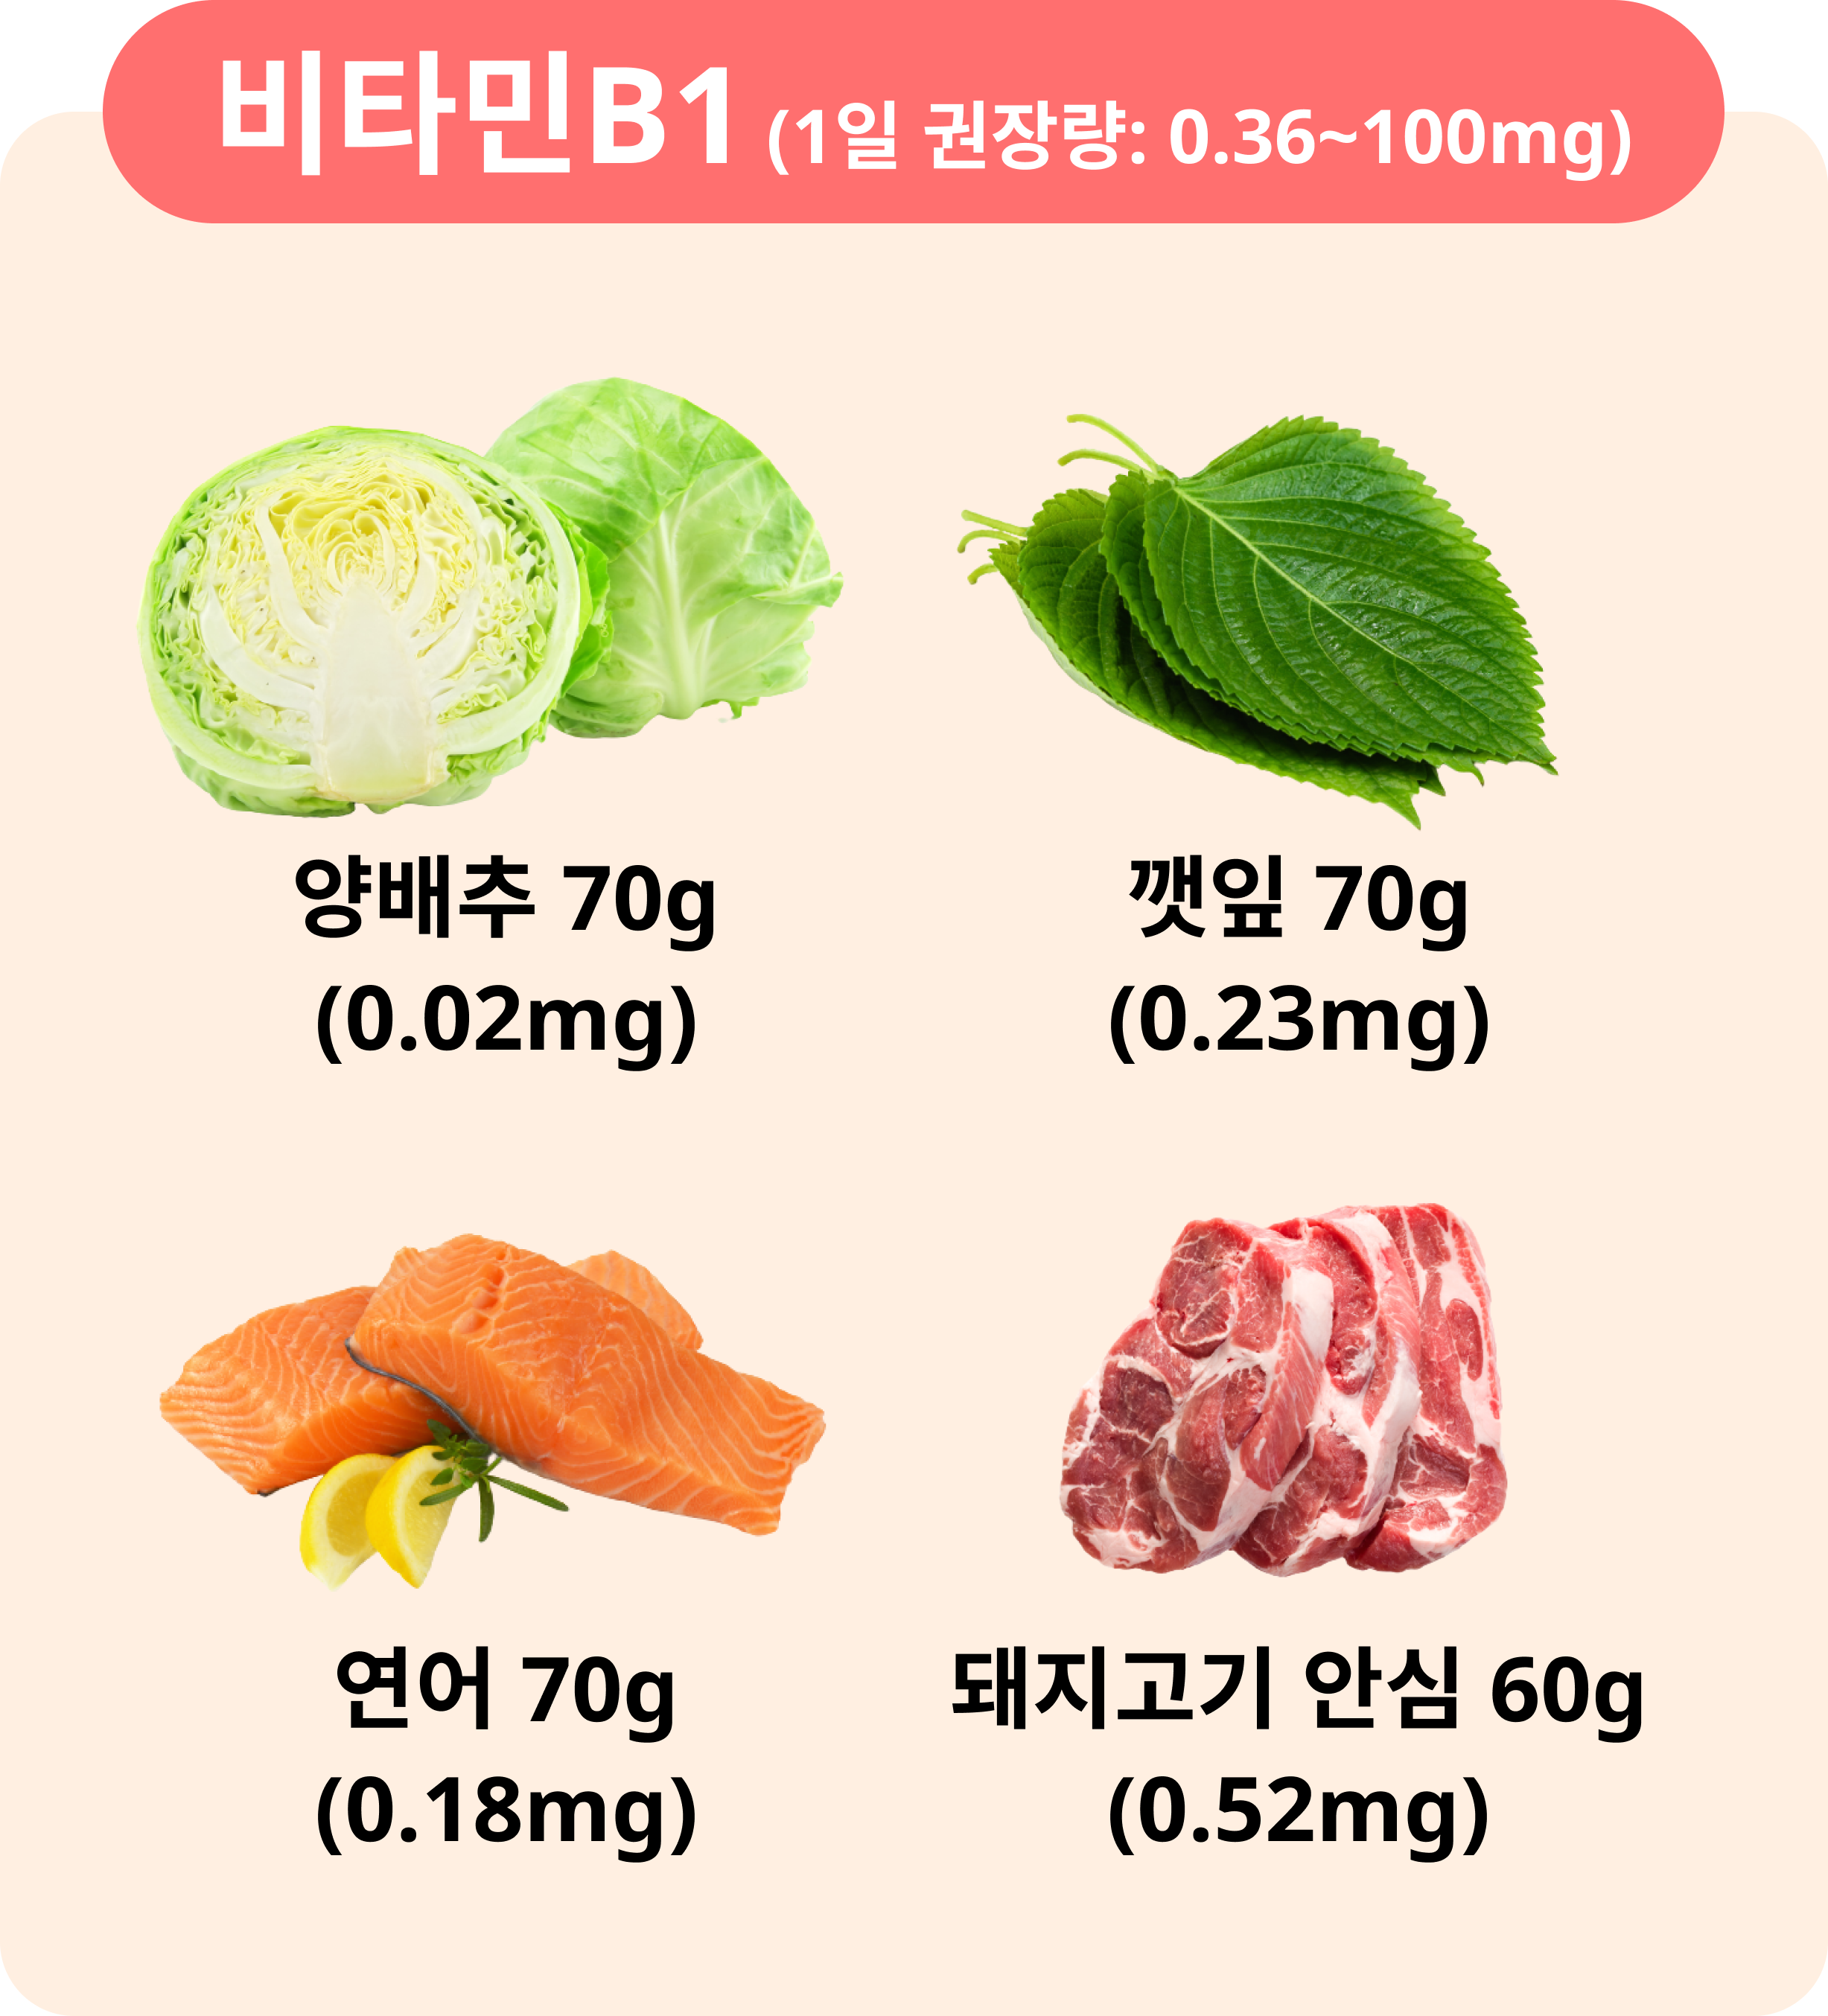 비타민B1 (1일 권장량: 0.36~100mg)
양배추 70g
(0.02mg)
깻잎 70g
(0.23mg)
연어 70g
(0.18mg)
돼지고기 안심 60g
(0.52mg)